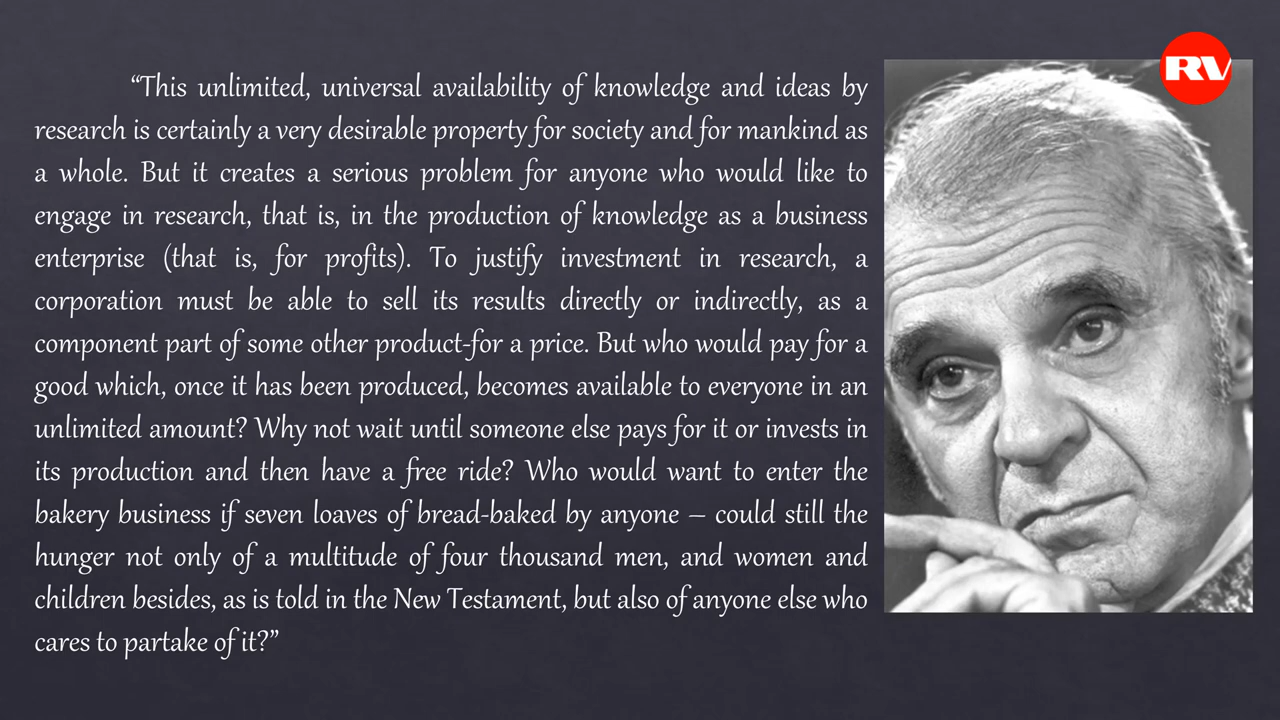 “This unlimited, universal availability of knowledge and ideas by
research is certainly a very desirable property for society and for mankind as
a whole. But it creates a serious problem for anyone who would like to
engage in research, that is, in the production of knowledge as a business
enterprise (that is, for profits). To justify investment in research, a
corporation must be able to sell its results directly or indirectly, as a
component part of some other product-for a price. But who would pay for a
good which, once it has been produced, becomes available to everyone in an
unlimited amount? Why not wait until someone else pays for it or invests in
its production and then have a free ride? Who would want to enter the
bakery business if seven loaves of bread-baked by anyone – could still the
hunger not only of a multitude of four thousand men, and women and
children besides, as is told in the New Testament, but also of anyone else who
cares to partake of it?”
RV